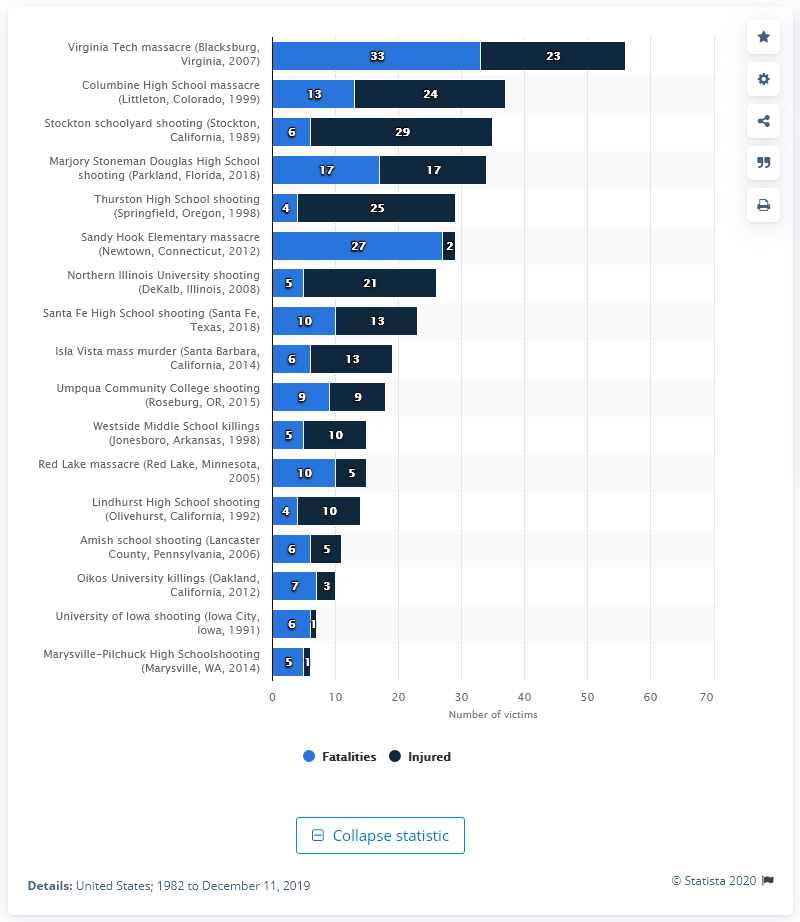 Virginia Tech massacre (Blacksburg,
Virginia, 2007)
33 23
Columbine High School massacre
(Littleton, Colorado, 1999)
13 24
Stockton schoolyard shooting (Stockton,
California, 1989)
6 29
Marjory Stoneman Douglas High School
shooting (Parkland, Florida, 2018)
17 17
Thurston High School shooting
(Springfield, Oregon, 1998)
4 25
Sandy Hook Elementary massacre
(Newtown, Connecticut, 2012)
27 2
Northern Illinois University shooting
(DeKalb, Illinois, 2008)
5 21
Santa Fe High School shooting (Santa Fe,
Texas, 2018)
10 13
Isla Vista mass murder (Santa Barbara,
California, 2014)
6 13
Umpqua Community College shooting
(Roseburg, OR, 2015)
9 9
Westside Middle School killings
(Jonesboro, Arkansas, 1998)
5 10
Red Lake massacre (Red Lake, Minnesota,
2005)
10 5
Lindhurst High School shooting
(Olivehurst, California, 1992)
4 10
Amish school shooting (Lancaster
County, Pennsylvania, 2006)
6 5
Oikos University killings (Oakland,
California, 2012)
7 3
University of Iowa shooting (Iowa City,
Iowa, 1991)
6 1
Marysville-Pilchuck High Schoolshooting
(Marysville, WA, 2014)
5 1
0 10 20 30 40 50 60 70
Number of victims
Fatalities Injured
Collapse statistic
Details: United States; 1982 to December 11, 2019
© Statista 2020